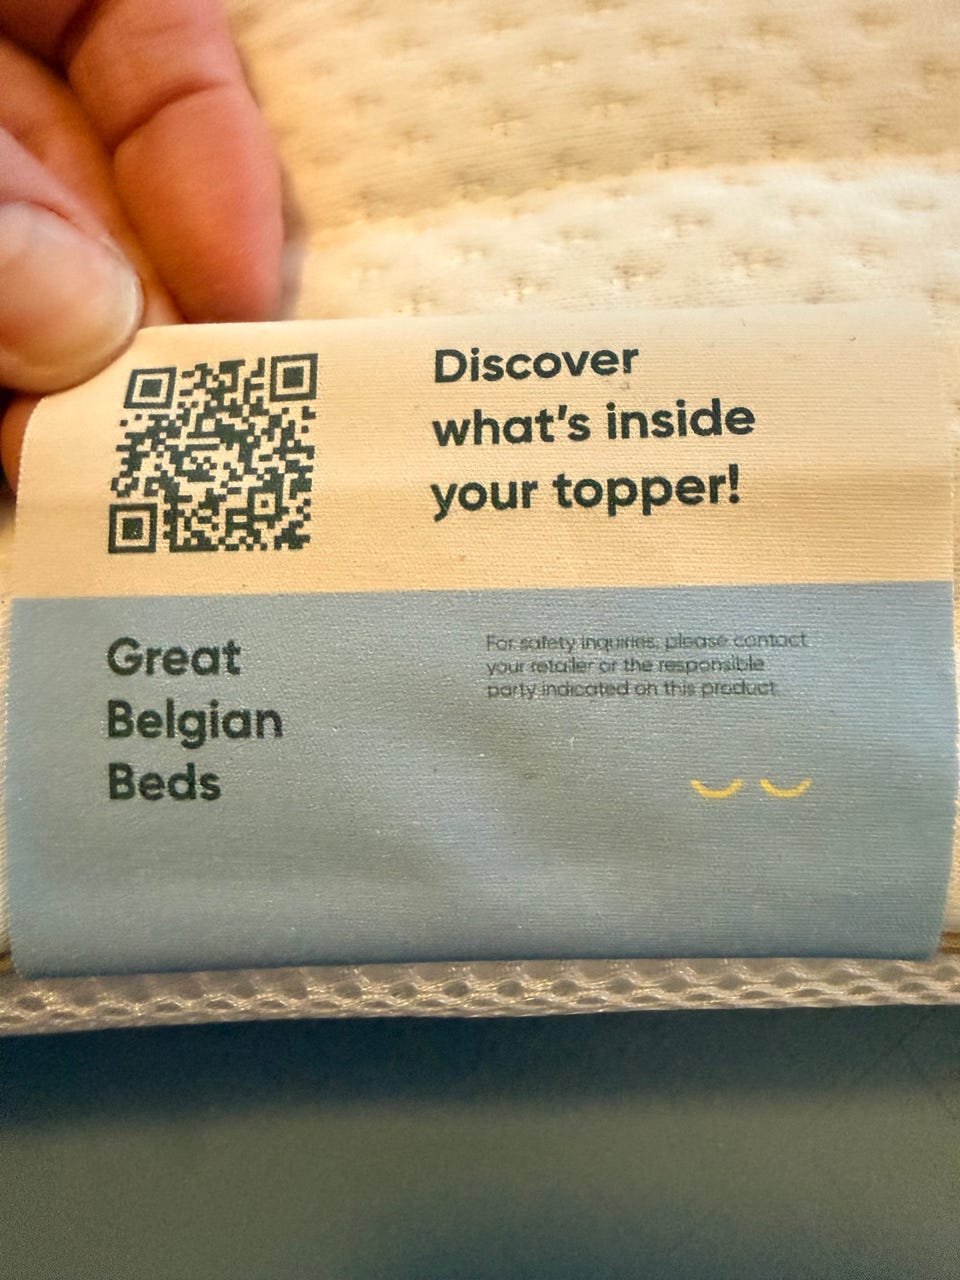 Discover
what's inside
your topper!
Great
Belgian
Beds
For safety inquiries, please contact
your retailer or the responsible
party indicated on this product